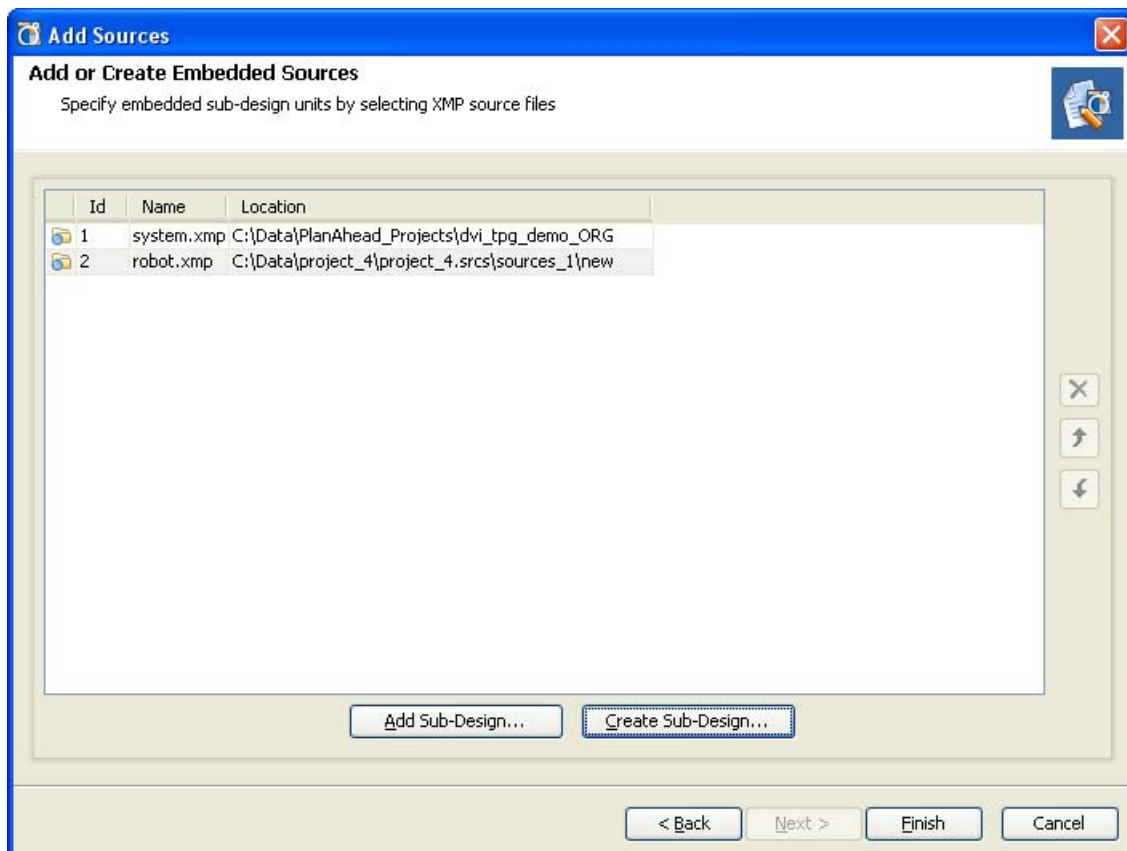 Add Sources
Add or Create Embedded Sources
Specify embedded sub-design units by selecting XMP source files
Id Name Location
1 system.xmp C:\Data\PlanAhead_Projects\dvi_tpg_demo_ORG
2 robot.xmp C:\Data\project_4\project_4.srcs\sources_1\new
Add Sub-Design... Create Sub-Design...
< Back Next > Finish Cancel